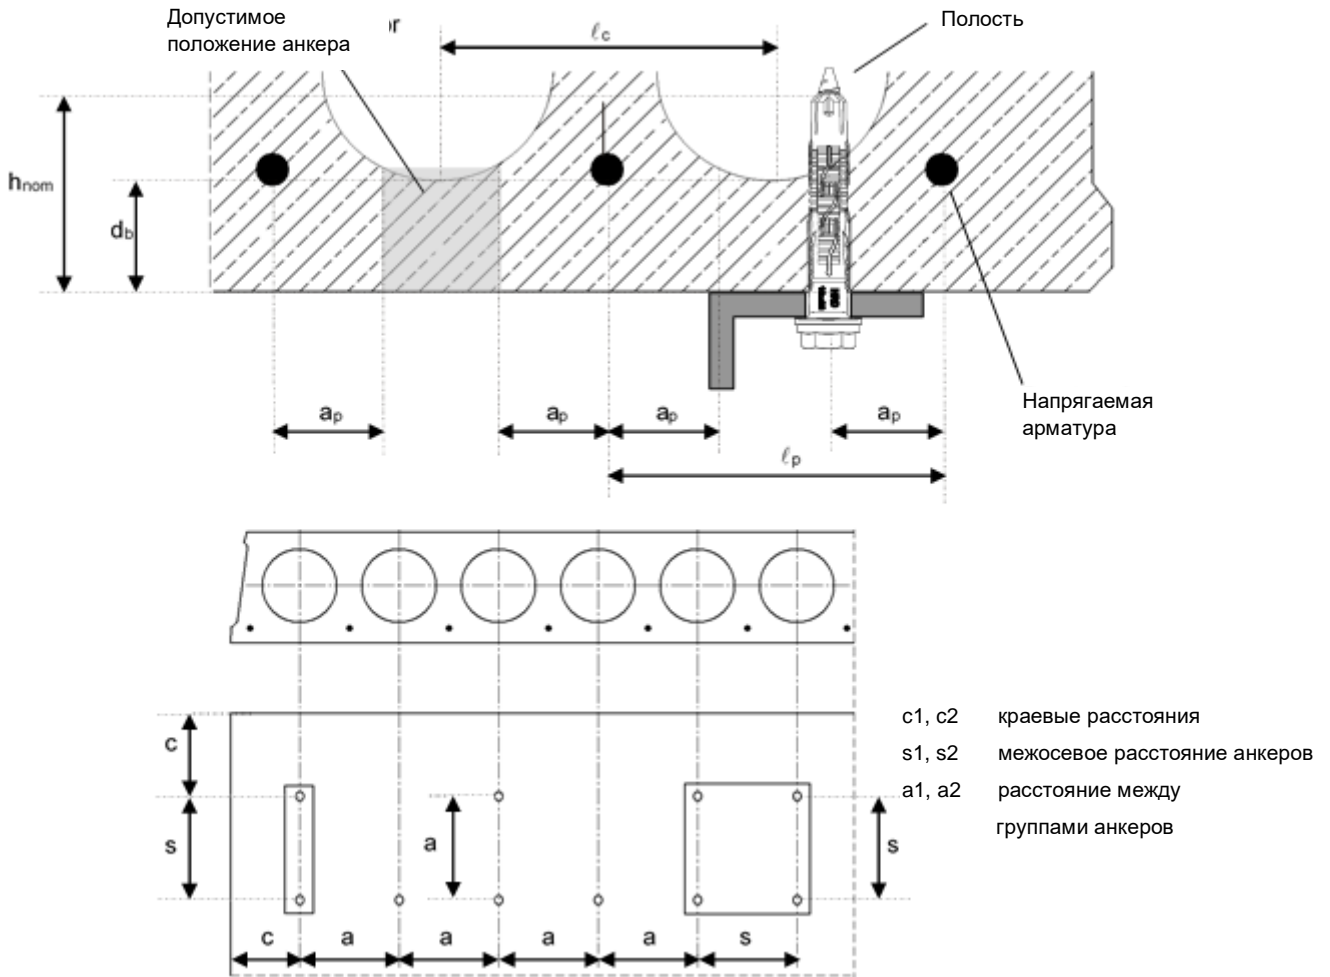 Допустимое
положение анкера
or
ℓc
Полость
hnom
db
ap
ap
ap
ap
ℓp
Напрягаемая
арматура
c
s
a
s
c
a
a
a
a
s
c1, c2 краевые расстояния
s1, s2 межосевое расстояние анкеров
a1, a2 расстояние между
группами анкеров